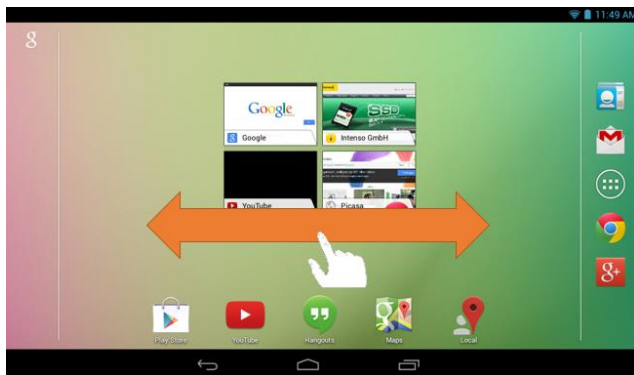 11:49 AM
g
Google
SSD
Google
Intenso GmbH
YouTube
Picasa
g+
Play Store
YouTube
Hangouts
Maps
Local